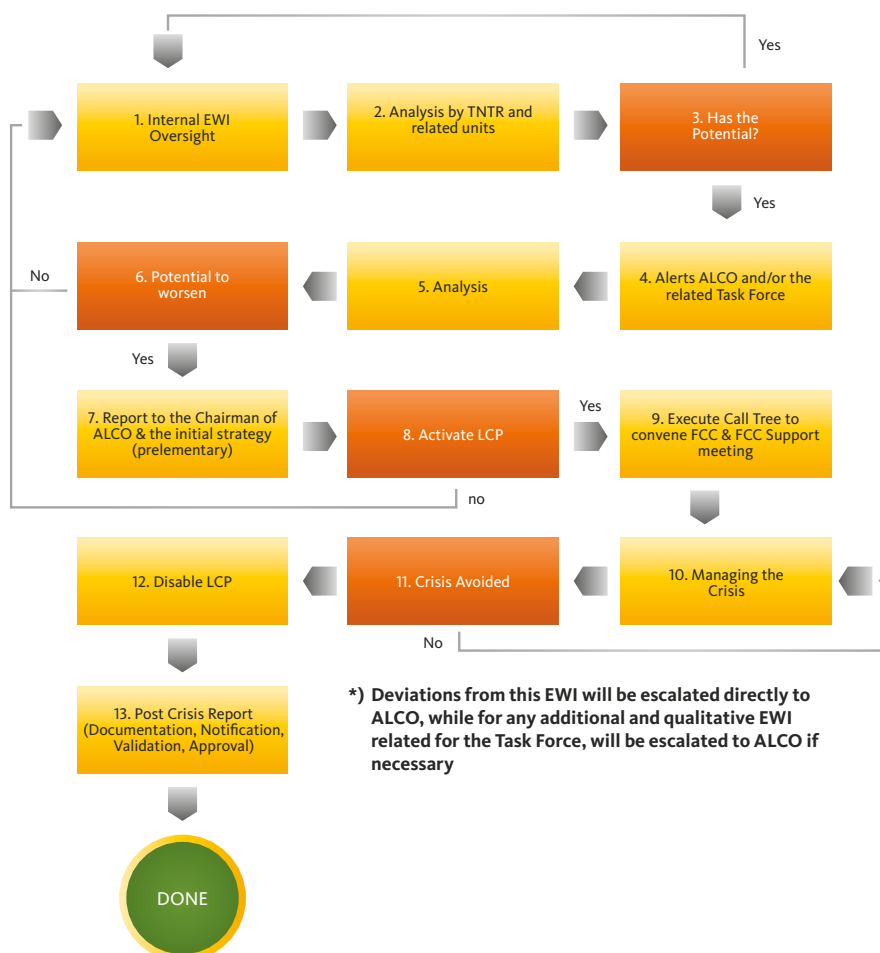 Yes
1. Internal EWI
Oversight
2. Analysis by TNTR and
related units
3. Has the
Potential?
Yes
No
6. Potential to
worsen
5. Analysis
4. Alerts ALCO and/or the
related Task Force
Yes
7. Report to the Chairman of
ALCO & the initial strategy
(prelementary)
8. Activate LCP
Yes
9. Execute Call Tree to
convene FCC & FCC Support
meeting
no
12. Disable LCP
11. Crisis Avoided
10. Managing the
Crisis
No
13. Post Crisis Report
(Documentation, Notification,
Validation, Approval)
*) Deviations from this EWI will be escalated directly to
ALCO, while for any additional and qualitative EWI
related for the Task Force, will be escalated to ALCO if
necessary
DONE